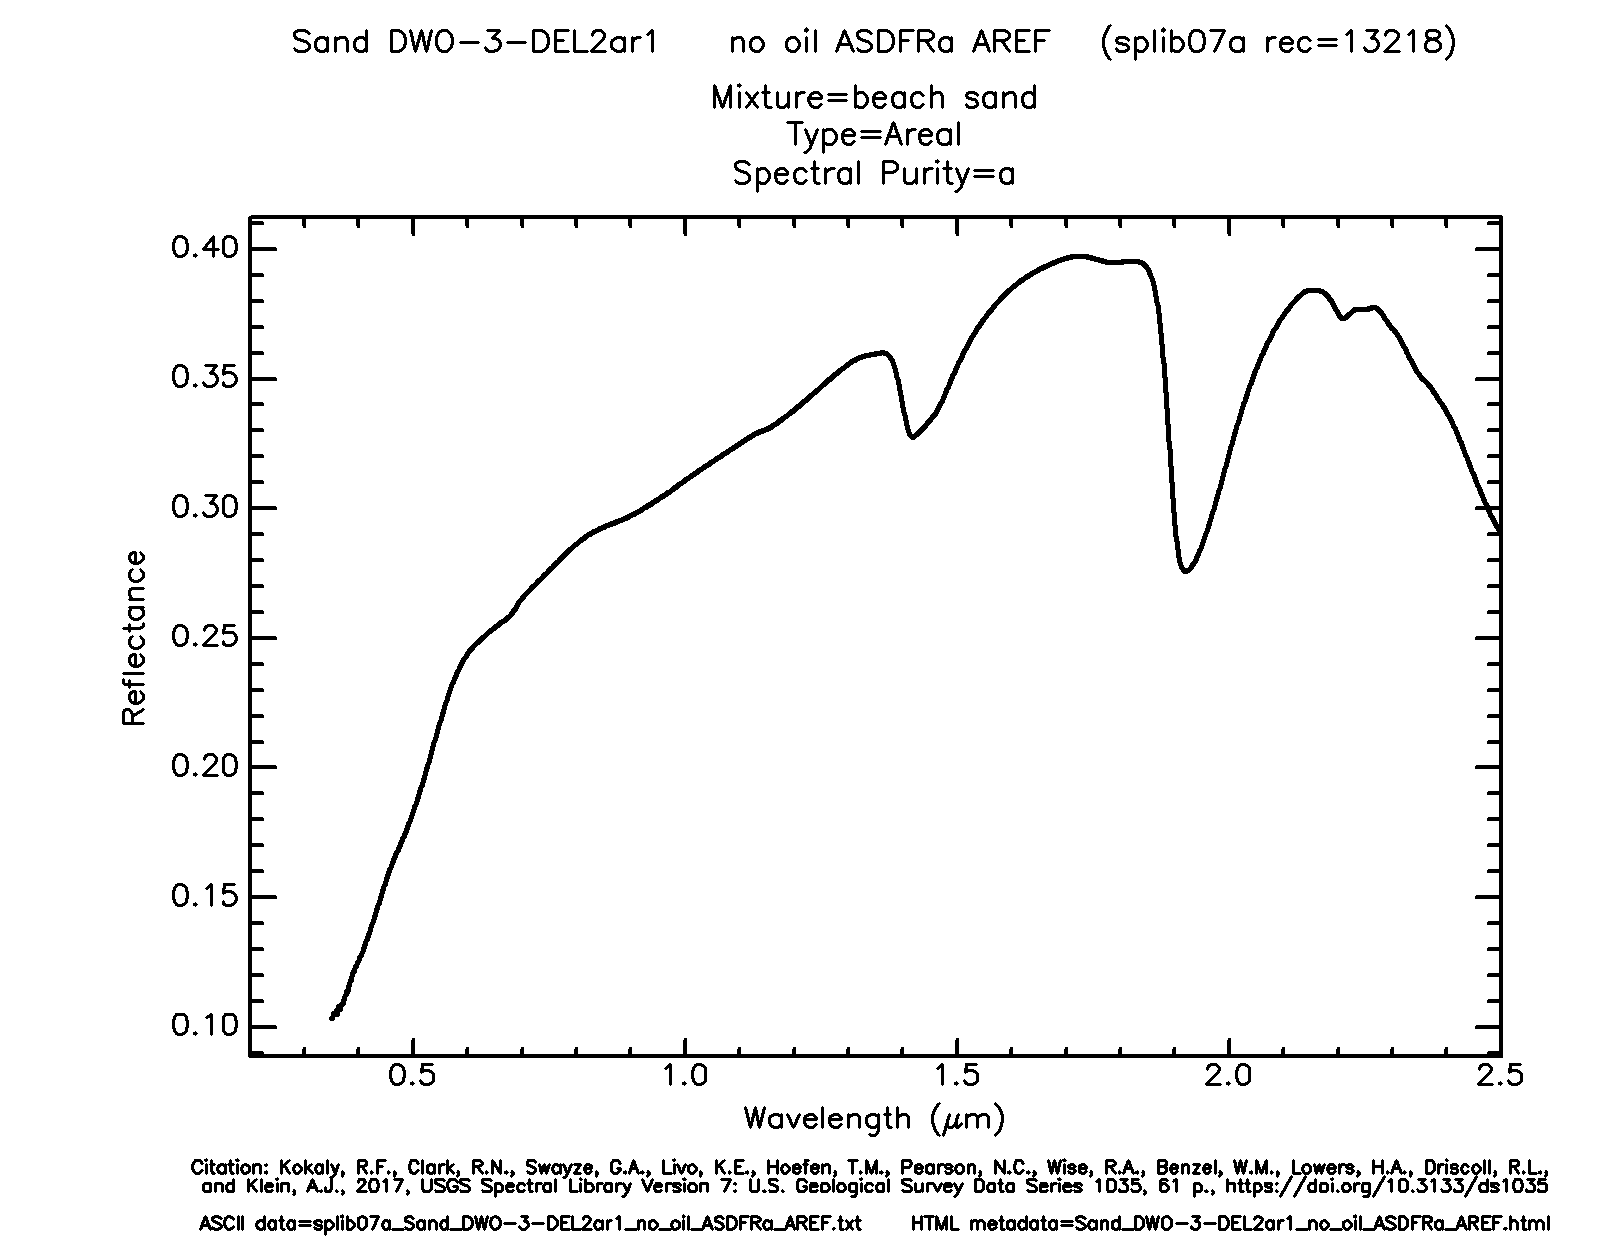 Sand DWO-3-DEL2ar1 no oil ASDFRa AREF (splib07a rec=13218)
Mixture=beach sand
Type=Areal
Spectral Purity=a
0.40
0.35
0.30
0.25
0.20
0.15
0.10
Reflectance
0.5 1.0 1.5 2.0 2.5
Wavelength (μm)
Citation: Kokaly, R.F., Clark, R.N., Swayze, G.A., Livo, K.E., Hoefen, T.M., Pearson, N.C., Wise, R.A., Benzel, W.M., Lowers, H.A., Driscoll, R.L.,
and Klein, A.J., 2017, USGS Spectral Library Version 7: U.S. Geological Survey Data Series 1035, 61 p., https://doi.org/10.3133/ds1035
ASCII data=splib07a_Sand_DWO-3-DEL2ar1_no_oil_ASDFRa_AREF.txt HTML metadata=Sand_DWO-3-DEL2ar1_no_oil_ASDFRa_AREF.html